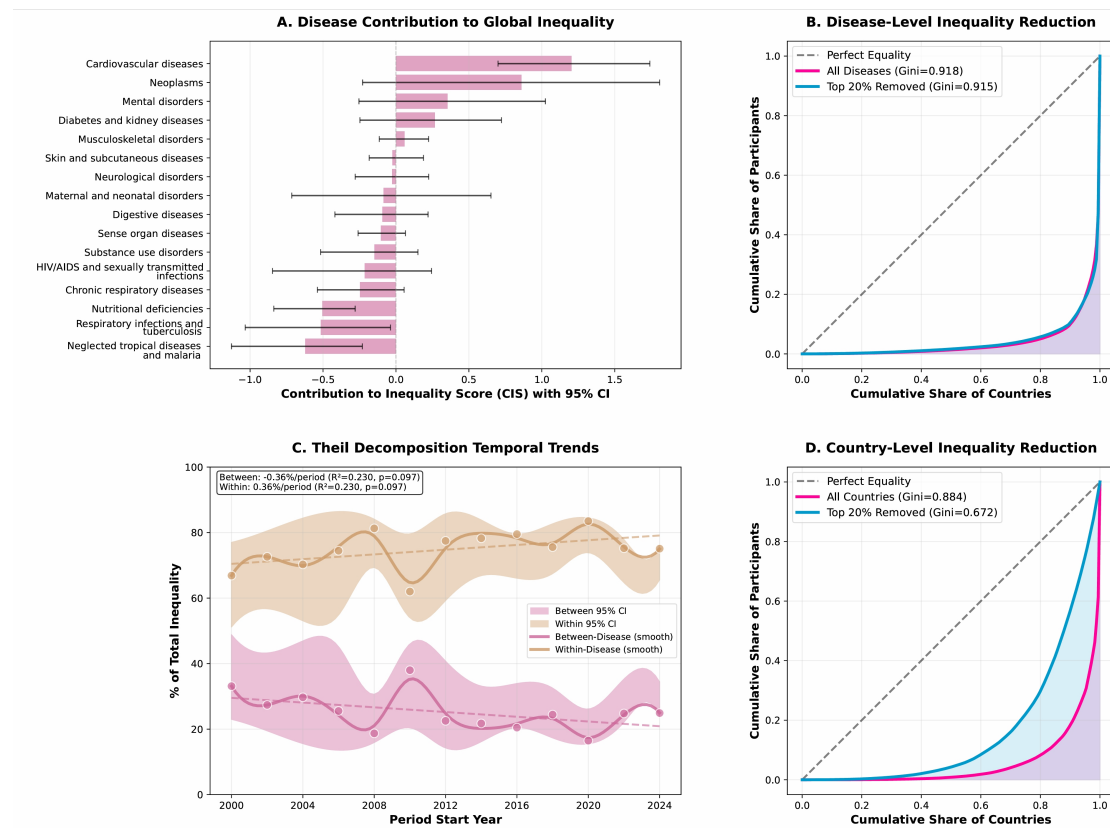 A. Disease Contribution to Global Inequality
Cardiovascular diseases
Neoplasms
Mental disorders
Diabetes and kidney diseases
Musculoskeletal disorders
Skin and subcutaneous diseases
Neurological disorders
Maternal and neonatal disorders
Digestive diseases
Sense organ diseases
Substance use disorders
HIV/AIDS and sexually transmitted
infections
Chronic respiratory diseases
Nutritional deficiencies
Respiratory infections and
tuberculosis
Neglected tropical diseases
and malaria
−1.0 −0.5 0.0 0.5 1.0 1.5
Contribution to Inequality Score (CIS) with 95% CI
B. Disease-Level Inequality Reduction
Perfect Equality
All Diseases (Gini=0.918)
Top 20% Removed (Gini=0.915)
Cumulative Share of Participants
1.0
0.8
0.6
0.4
0.2
0.0
0.0 0.2 0.4 0.6 0.8 1.0
Cumulative Share of Countries
C. Theil Decomposition Temporal Trends
Between: -0.36%/period (R²=0.230, p=0.097)
Within: 0.36%/period (R²=0.230, p=0.097)
% of Total Inequality
100
80
60
40
20
0
Between 95% CI
Within 95% CI
Between-Disease (smooth)
Within-Disease (smooth)
2000 2004 2008 2012 2016 2020 2024
Period Start Year
D. Country-Level Inequality Reduction
Perfect Equality
All Countries (Gini=0.884)
Top 20% Removed (Gini=0.672)
Cumulative Share of Participants
1.0
0.8
0.6
0.4
0.2
0.0
0.0 0.2 0.4 0.6 0.8 1.0
Cumulative Share of Countries